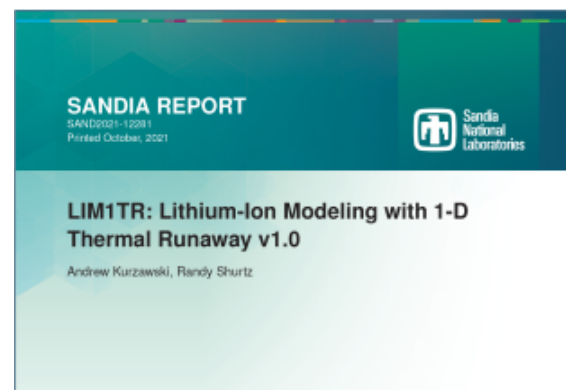 SANDIA REPORT
SAND2021-12281
Printed October, 2021
Sandia
National
Laboratories
LIM1TR: Lithium-Ion Modeling with 1-D
Thermal Runaway v1.0
Andrew Kurzawski, Randy Shurtz